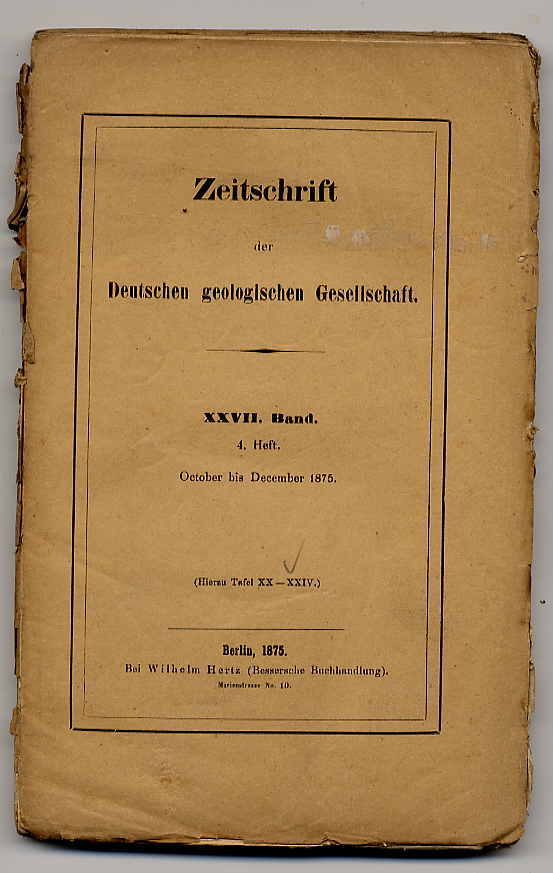 Zeitschrift
der
Deutschen geologischen Gesellschaft.
XXVII. Band.
4. Heft.
October bis December 1875.
(Hierzu Tafel XX — XXIV.)
Berlin, 1875.
Bei Wilhelm Hertz (Bessersche Buchhandlung).
Marienstrasse No. 10.